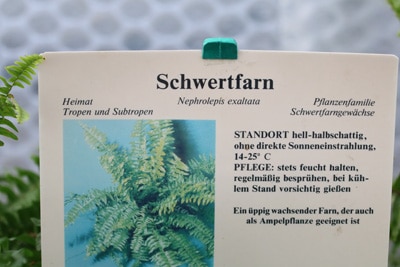 Schwertfarn
Heimat Nephrolepis exaltata Pflanzenfamilie
Tropen und Subtropen Schwertfarngewächse
STANDORT hell-halbschattig,
ohne direkte Sonneneinstrahlung,
14-25° C
PFLEGE: stets feucht halten,
regelmäßig besprühen, bei küh-
lem Stand vorsichtig gießen
Ein üppig wachsender Farn, der auch
als Ampelpflanze geeignet ist